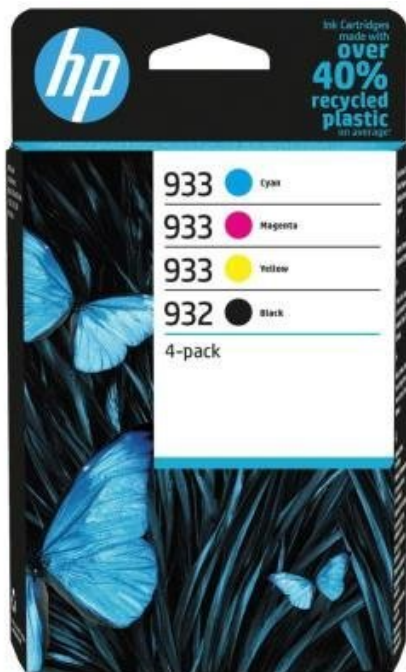 hp
Ink Cartridges
made with
over
40%
recycled
plastic
on average¹
933 Cyan
933 Magenta
933 Yellow
932 Black
4-pack